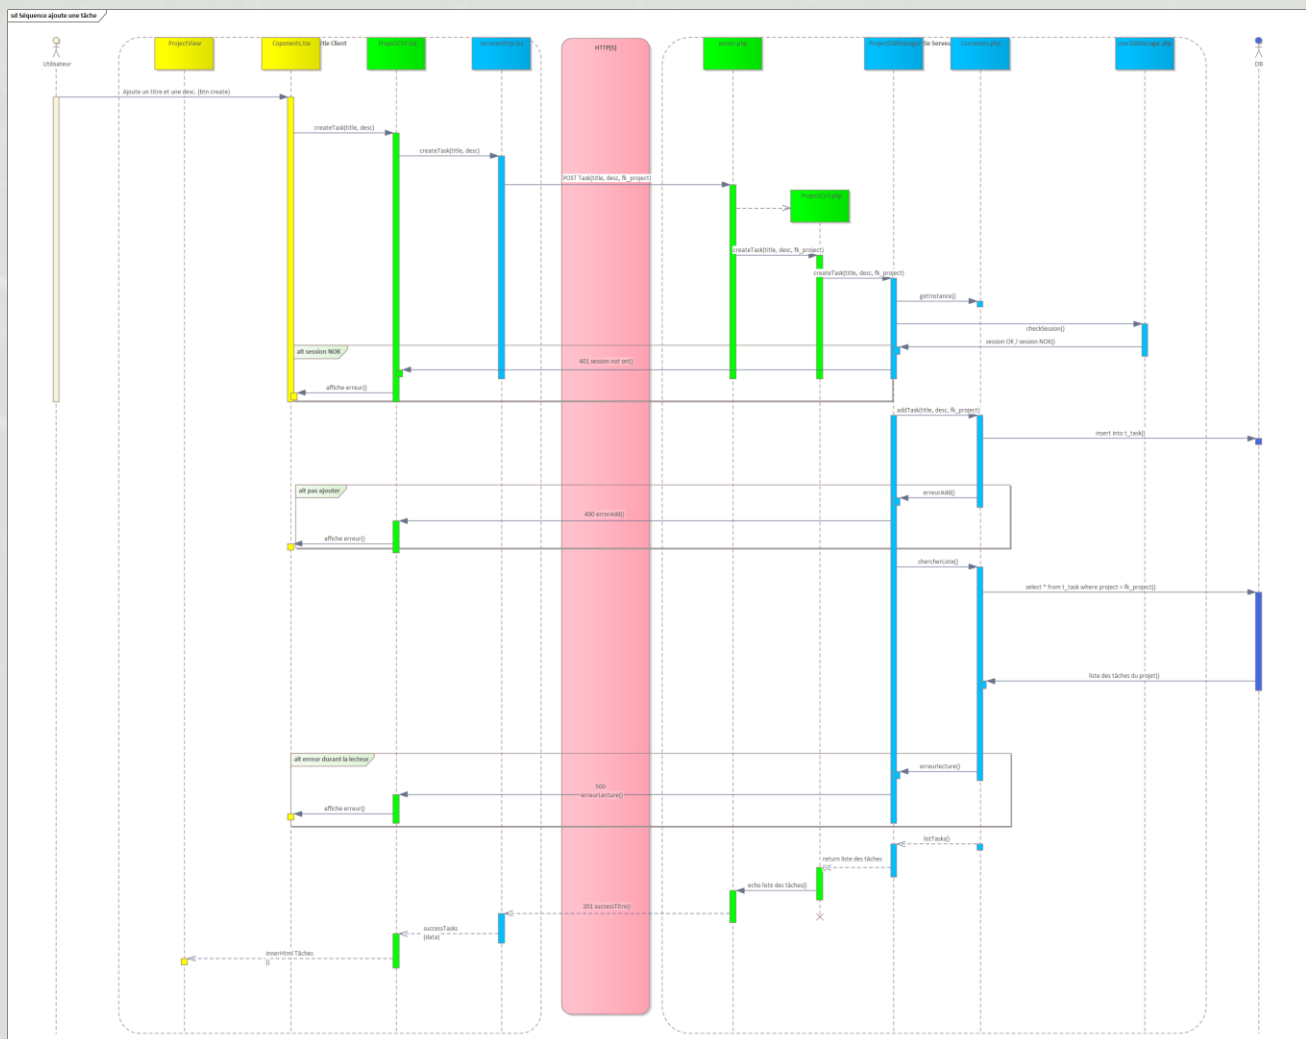 sd Séquence ajoute une tâche
Utilisateur
ProjectView
Coponents.tsx
rtie Client
ProjectCtrl.tsx
HTTP(S)
server.php
ProjectDBManager
tie Serveu
Connexion.php
UserDBManager.php
DB
Ajoute un titre et une desc. (btn create)
createTask(title, desc)
createTask(title, desc)
POST Task(title, desc, fk_project)
ProjectCtrl.php
createTask(title, desc, fk_project)
createTask(title, desc, fk_project)
getInstance()
checkSession()
session OK / session NOK()
alt session NOK
401 session not set()
affiche erreur()
addTask(title, desc, fk_project)
insert into t_task()
alt pas ajouter
erreurAdd()
400 errorAdd()
affiche erreur()
chercherListe()
select * from t_task where project = fk_project()
liste des tâches du projet()
alt erreur durant la lecteur
erreurlecture()
500
erreurLecture()
affiche erreur()
listTasks()
return liste des tâches
()
echo liste des tâches()
201 successTitre()
successTasks
(data)
innerHtml Tâches
()